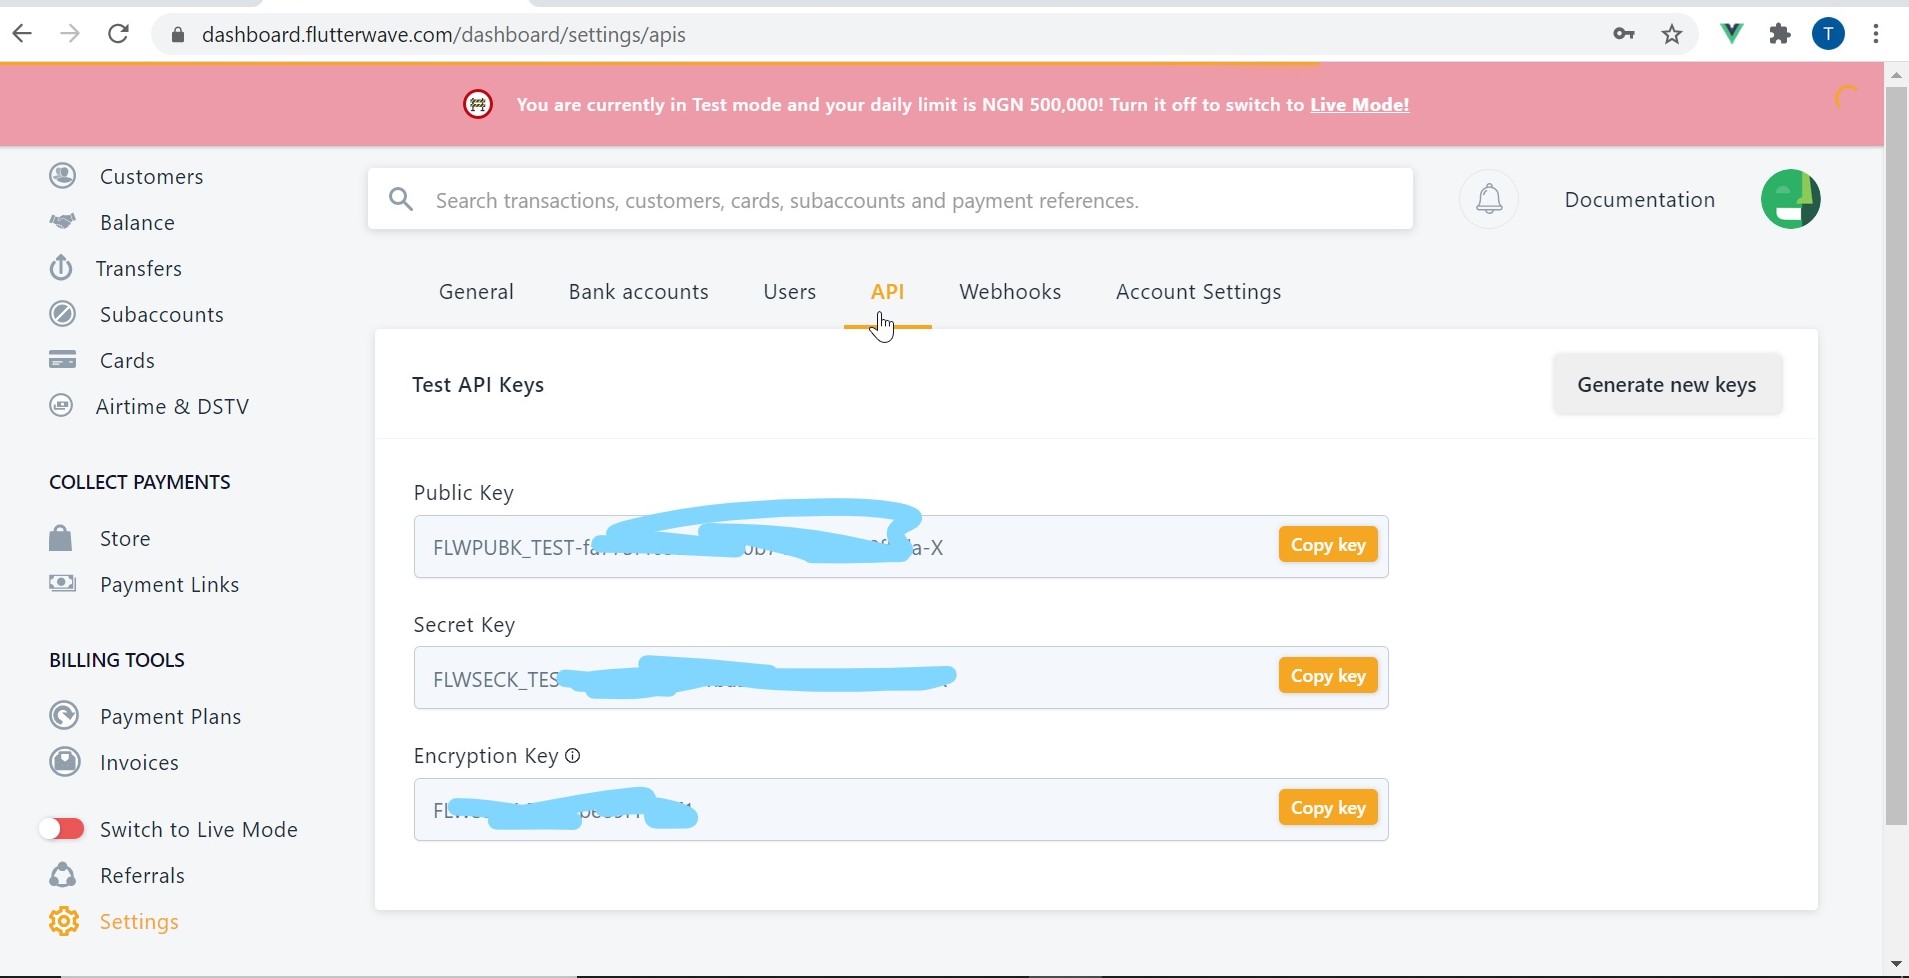 dashboard.flutterwave.com/dashboard/settings/apis
T
You are currently in Test mode and your daily limit is NGN 500,000! Turn it off to switch to Live Mode!
Search transactions, customers, cards, subaccounts and payment references.
Documentation
Customers
Balance
Transfers
Subaccounts
Cards
Airtime & DSTV
COLLECT PAYMENTS
Store
Payment Links
BILLING TOOLS
Payment Plans
Invoices
Switch to Live Mode
Referrals
Settings
General Bank accounts Users API Webhooks Account Settings
Test API Keys
Generate new keys
Public Key
FLWPUBK_TEST- a-X
Copy key
Secret Key
FLWSECK_TES
Copy key
Encryption Key
Copy key